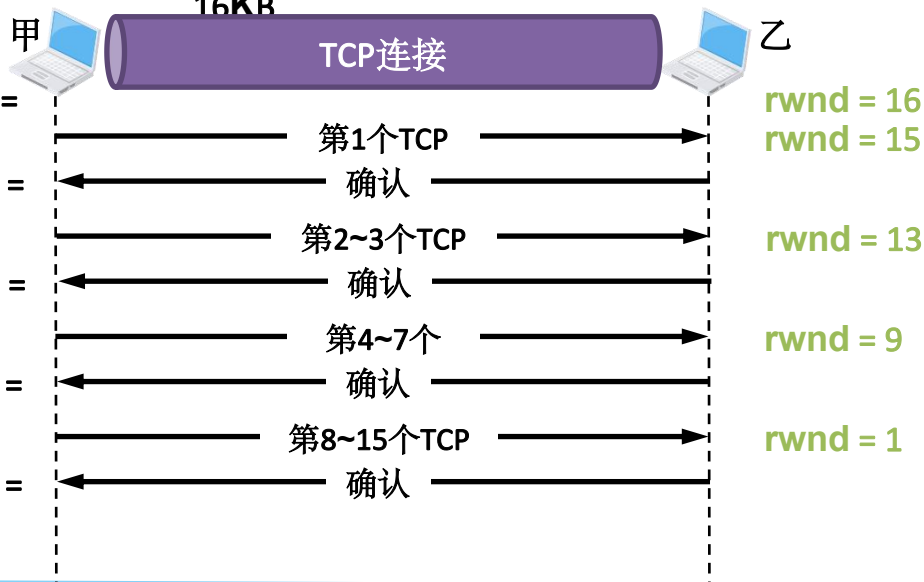 16KB
甲
TCP连接
乙
=
rwnd = 16
第1个TCP
rwnd = 15
=
确认
第2~3个TCP
rwnd = 13
=
确认
第4~7个
rwnd = 9
=
确认
第8~15个TCP
rwnd = 1
=
确认